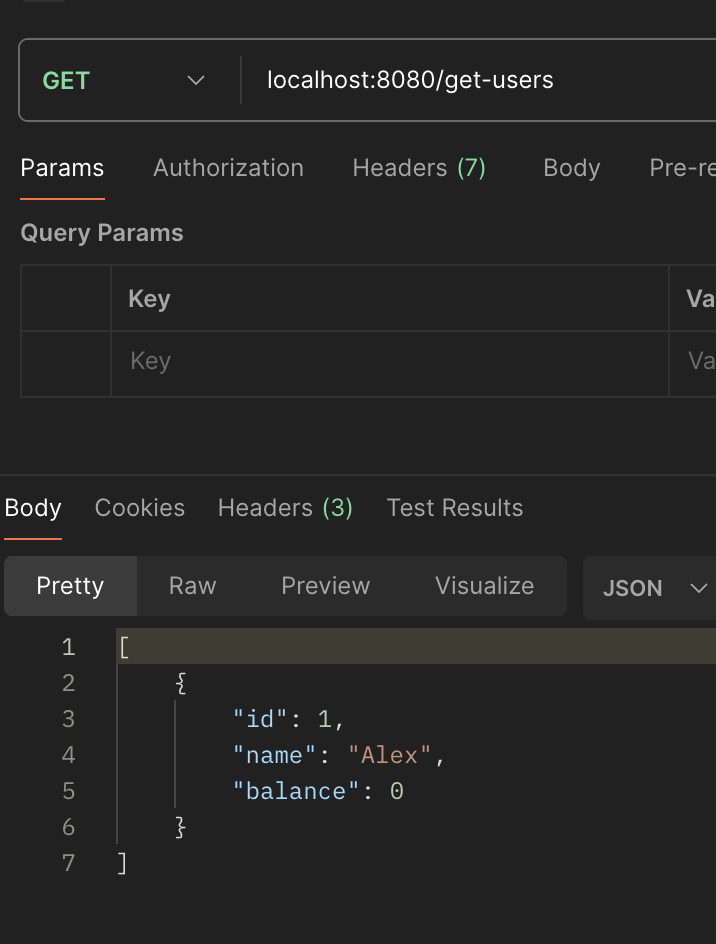 GET localhost:8080/get-users
Params Authorization Headers (7) Body Pre-re
Query Params
Key Va
Key Va
Body Cookies Headers (3) Test Results
Pretty Raw Preview Visualize JSON
1 [
2 {
3 "id": 1,
4 "name": "Alex",
5 "balance": 0
6 }
7 ]